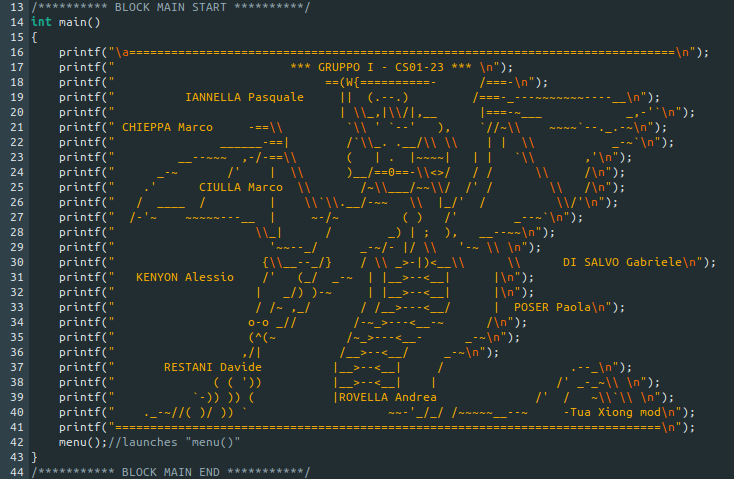 13 /********** BLOCK MAIN START **********/
14 int main()
15 {
16     printf("\a==============================================================================\n");
17     printf("                         *** GRUPPO I - CS01-23 *** \n");
18     printf("                              ==(W{==========-      /===-\n");
19     printf("          IANNELLA Pasquale     ||  (.--.)         /===-_---~~~~~~~~~----__\n");
20     printf("                                | \\_,|\\/|,__      |===-~___            _,-'`\n");
21     printf(" CHIEPPA Marco     -==\\         `\\ ' `--'   ),    `//~\\    ~~~~`--._.-~\n");
22     printf("               ______-==|        /`\\_. .__/\\ \\    | |  \\           _-~`\n");
23     printf("         __--~~~  ,-/-==\\       (   | .  |~~~~|   | |   `\\       ,'\n");
24     printf("      _-~       /'    |  \\      )__/==0==-\\<>/   / /      \\     /\n");
25     printf("    .'      CIULLA Marco  \\       /~\\___/~~\\/  /' /        \\   /\n");
26     printf("   /  ____  /         |    \\`\\.__/-~~   \\  |_/'  /          \\/'\n");
27     printf("  /-'~    ~~~~~---__  |     ~-/~         ( )   /'        _--~`\n");
28     printf("                    \\_|      /        _) | ;  ),   __--~~\n");
29     printf("                      '~~--_/      _-~/- |/ \\   '-~ \\ \n");
30     printf("                     {\\__--_/}    / \\ _>-|)<__\\      \\      DI SALVO Gabriele\n");
31     printf("   KENYON Alessio    /'   (_/  _-~  | |__>--<__|      |\n");
32     printf("                    |   _/) )-~     | |__>--<__|      |\n");
33     printf("                    / /~ ,_/       / /__>---<__/      |  POSER Paola\n");
34     printf("                   o-o _//        /-~_>---<__-~      /\n");
35     printf("                   (^(~          /~_>---<__-      _-~\n");
36     printf("                  ,/|           /__>--<__/     _-~\n");
37     printf("       RESTANI Davide          |__>--<__|     /                  .--_\n");
38     printf("              ( ( '))          |__>--<__|    |                 /' _-_~\\ \n");
39     printf("           `-)) )) (           |ROVELLA Andrea              /'  /   ~\\`\\ \n");
40     printf("    ._-~//( )/ )) `                    ~~-'_/_/ /~~~~~__--~     -Tua Xiong mod\n");
41     printf("==============================================================================\n");
42     menu();//launches "menu()"
43 }
44 /*********** BLOCK MAIN END ***********/